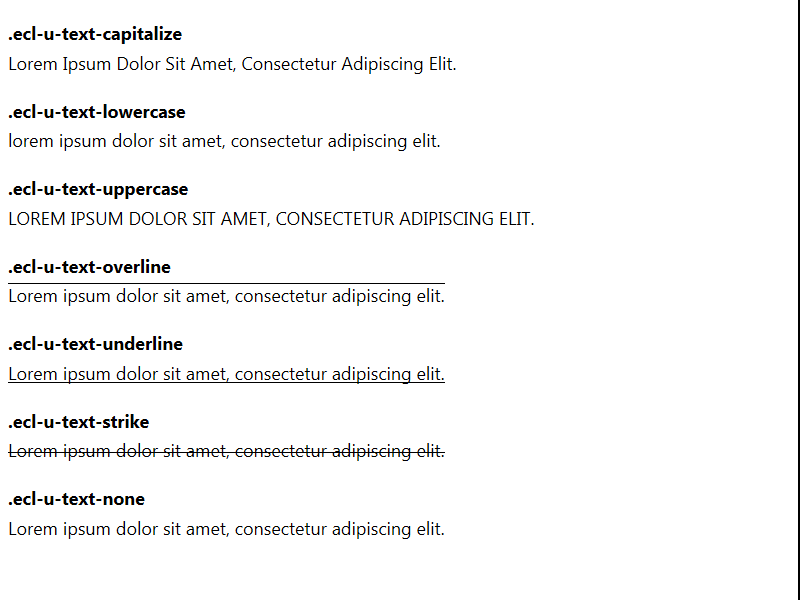 .ecl-u-text-capitalize
Lorem Ipsum Dolor Sit Amet, Consectetur Adipiscing Elit.
.ecl-u-text-lowercase
lorem ipsum dolor sit amet, consectetur adipiscing elit.
.ecl-u-text-uppercase
LOREM IPSUM DOLOR SIT AMET, CONSECTETUR ADIPISCING ELIT.
.ecl-u-text-overline
Lorem ipsum dolor sit amet, consectetur adipiscing elit.
.ecl-u-text-underline
Lorem ipsum dolor sit amet, consectetur adipiscing elit.
.ecl-u-text-strike
Lorem ipsum dolor sit amet, consectetur adipiscing elit.
.ecl-u-text-none
Lorem ipsum dolor sit amet, consectetur adipiscing elit.